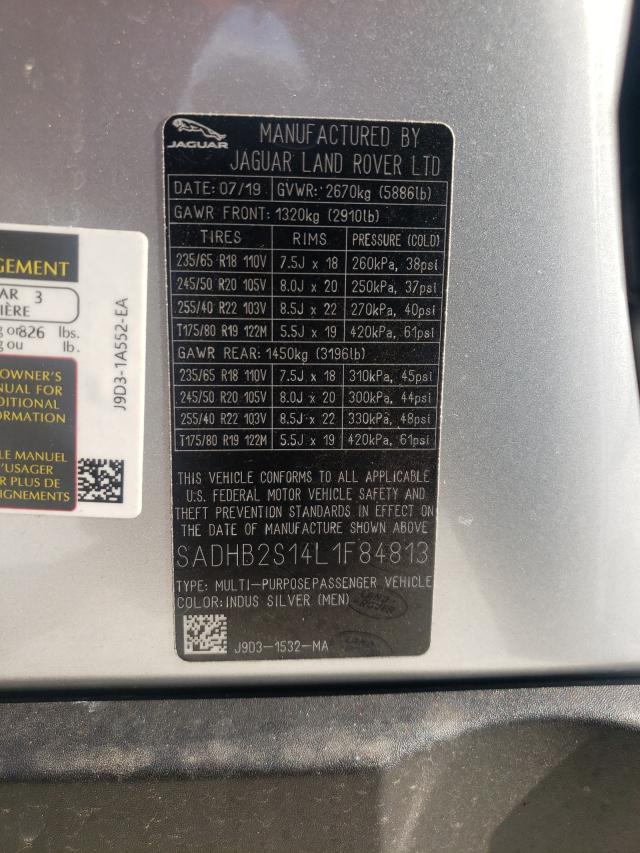 JAGUAR
MANUFACTURED BY
JAGUAR LAND ROVER LTD
DATE: 07/19 GVWR: 2670kg (5886lb)
GAWR FRONT: 1320kg (2910lb)
TIRES RIMS PRESSURE (COLD)
235/65 R18 110V 7.5J x 18 260kPa, 38psi
245/50 R20 105V 8.0J x 20 250kPa, 37psi
255/40 R22 103V 8.5J x 22 270kPa, 40psi
T175/80 R19 122M 5.5J x 19 420kPa, 61psi
GAWR REAR: 1450kg (3196lb)
235/65 R18 110V 7.5J x 18 310kPa, 45psi
245/50 R20 105V 8.0J x 20 300kPa, 44psi
255/40 R22 103V 8.5J x 22 330kPa, 48psi
T175/80 R19 122M 5.5J x 19 420kPa, 61psi
THIS VEHICLE CONFORMS TO ALL APPLICABLE
U.S. FEDERAL MOTOR VEHICLE SAFETY AND
THEFT PREVENTION STANDARDS IN EFFECT ON
DATE OF MANUFACTURE SHOWN ABOVE
SADHB2S14L1F84813
TYPE: MULTI-PURPOSEPASSENGER VEHICLE
COLOR: INDUS SILVER (MEN)
LAND ROVER
J9D3-1532-MA
LAND
GEMENT
AR 3
IÈRE
g or 826 lbs.
g ou lb.
OWNER'S
ANUAL FOR
DITIONAL
ORMATION
LE MANUEL
'USAGER
R PLUS DE
IGNEMENTS
J9D3-1A552-EA